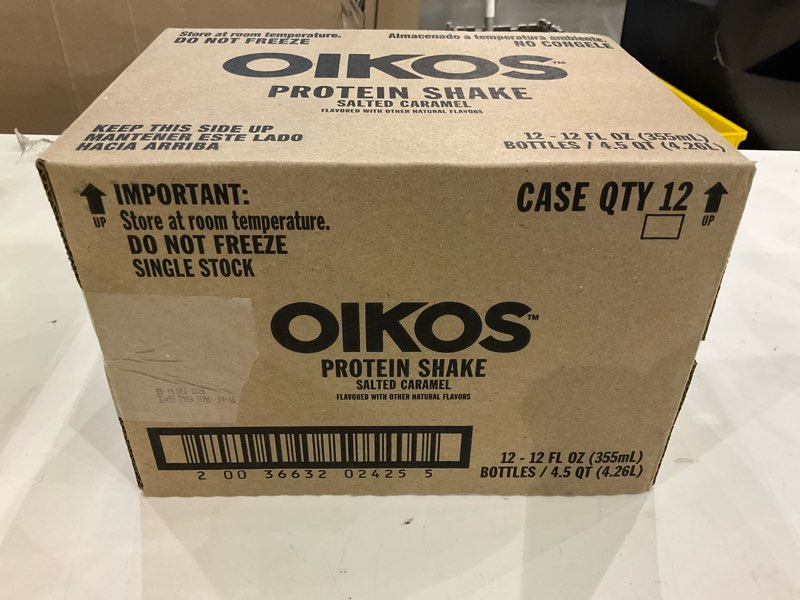 Store at room temperature.
DO NOT FREEZE
Almacenado a temperatura ambiente.
NO CONGELE
OIKOS™
PROTEIN SHAKE
SALTED CARAMEL
FLAVORED WITH OTHER NATURAL FLAVORS
KEEP THIS SIDE UP
MANTENER ESTE LADO
HACIA ARRIBA
12 - 12 FL OZ (355mL)
BOTTLES / 4.5 QT (4.26L)
UP
IMPORTANT:
Store at room temperature.
DO NOT FREEZE
SINGLE STOCK
CASE QTY 12
UP
OIKOS™
PROTEIN SHAKE
SALTED CARAMEL
FLAVORED WITH OTHER NATURAL FLAVORS
2 00 36632 02425 5
12 - 12 FL OZ (355mL)
BOTTLES / 4.5 QT (4.26L)